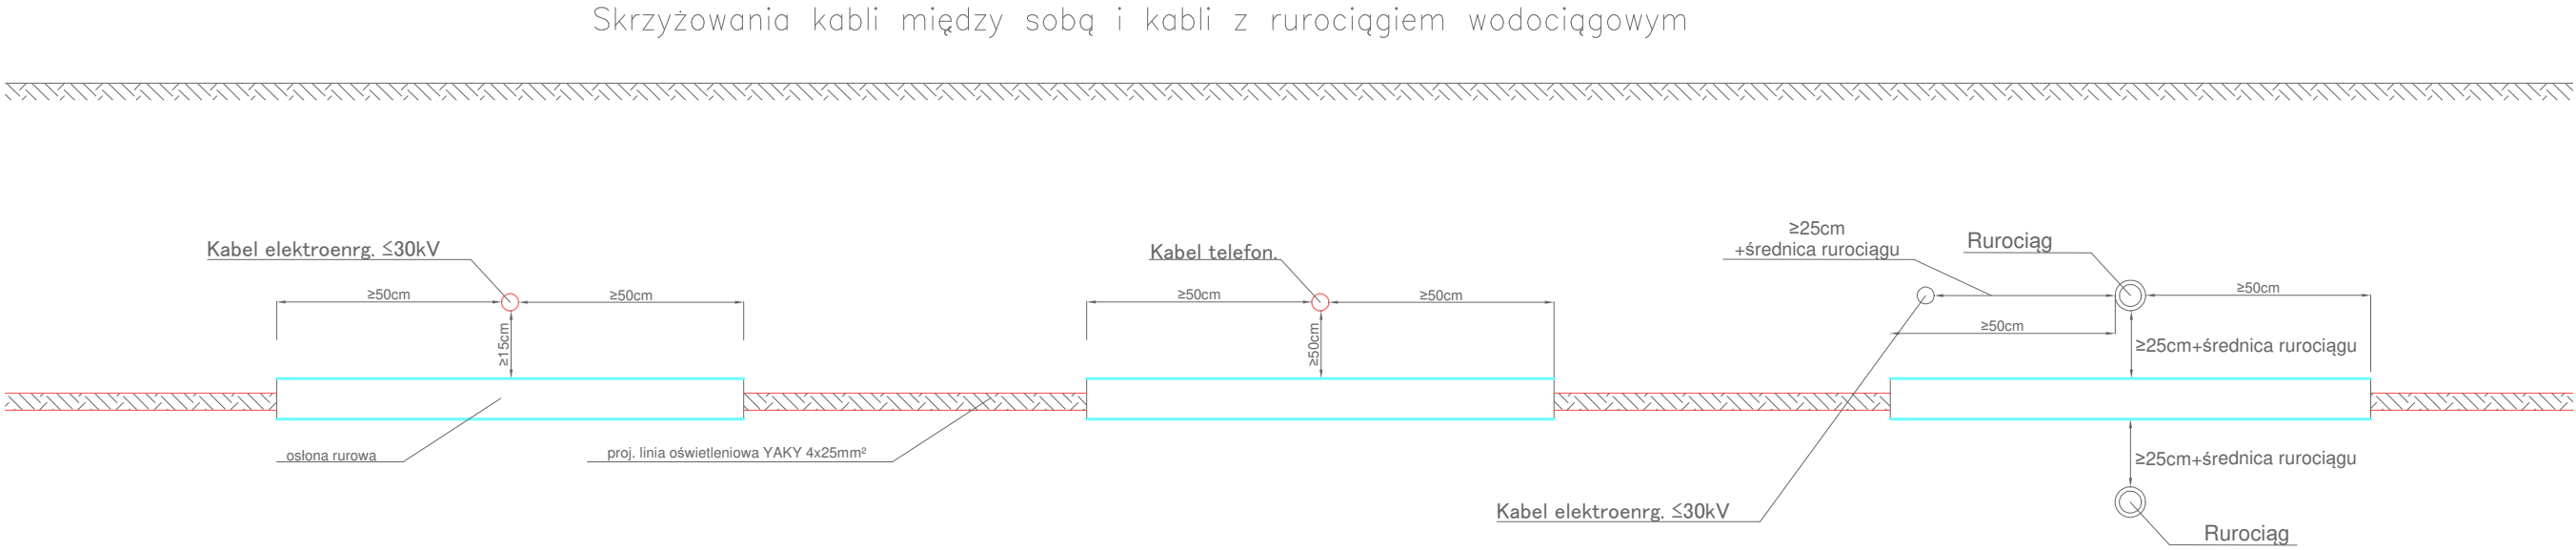 Skrzyżowania kabli między sobą i kabli z rurociągiem wodociągowym
Kabel elektroenrg. ≤30kV
≥50cm
≥50cm
≥15cm
osłona rurowa
proj. linia oświetleniowa YAKY 4x25mm²
Kabel telefon.
≥50cm
≥50cm
≥50cm
≥25cm
+średnica rurociągu
Rurociąg
≥50cm
≥50cm
≥25cm+średnica rurociągu
≥25cm+średnica rurociągu
Kabel elektroenrg. ≤30kV
Rurociąg